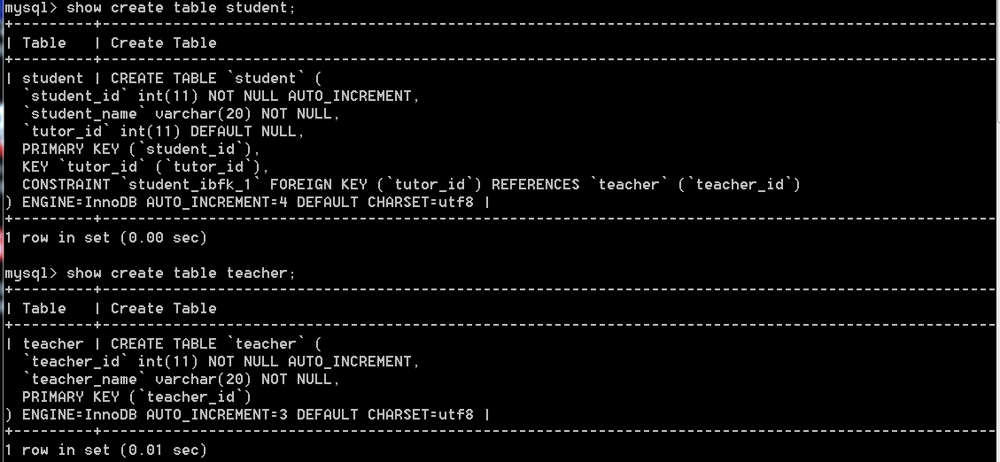 mysql> show create table student;
+---------+--------------------------------------------------------------------------------------------------------
| Table   | Create Table
+---------+--------------------------------------------------------------------------------------------------------
| student | CREATE TABLE `student` (
  `student_id` int(11) NOT NULL AUTO_INCREMENT,
  `student_name` varchar(20) NOT NULL,
  `tutor_id` int(11) DEFAULT NULL,
  PRIMARY KEY (`student_id`),
  KEY `tutor_id` (`tutor_id`),
  CONSTRAINT `student_ibfk_1` FOREIGN KEY (`tutor_id`) REFERENCES `teacher` (`teacher_id`)
) ENGINE=InnoDB AUTO_INCREMENT=4 DEFAULT CHARSET=utf8 |
+---------+--------------------------------------------------------------------------------------------------------
1 row in set (0.00 sec)
mysql> show create table teacher;
+---------+--------------------------------------------------------------------------------------------------------
| Table   | Create Table
+---------+--------------------------------------------------------------------------------------------------------
| teacher | CREATE TABLE `teacher` (
  `teacher_id` int(11) NOT NULL AUTO_INCREMENT,
  `teacher_name` varchar(20) NOT NULL,
  PRIMARY KEY (`teacher_id`)
) ENGINE=InnoDB AUTO_INCREMENT=3 DEFAULT CHARSET=utf8 |
+---------+--------------------------------------------------------------------------------------------------------
1 row in set (0.01 sec)